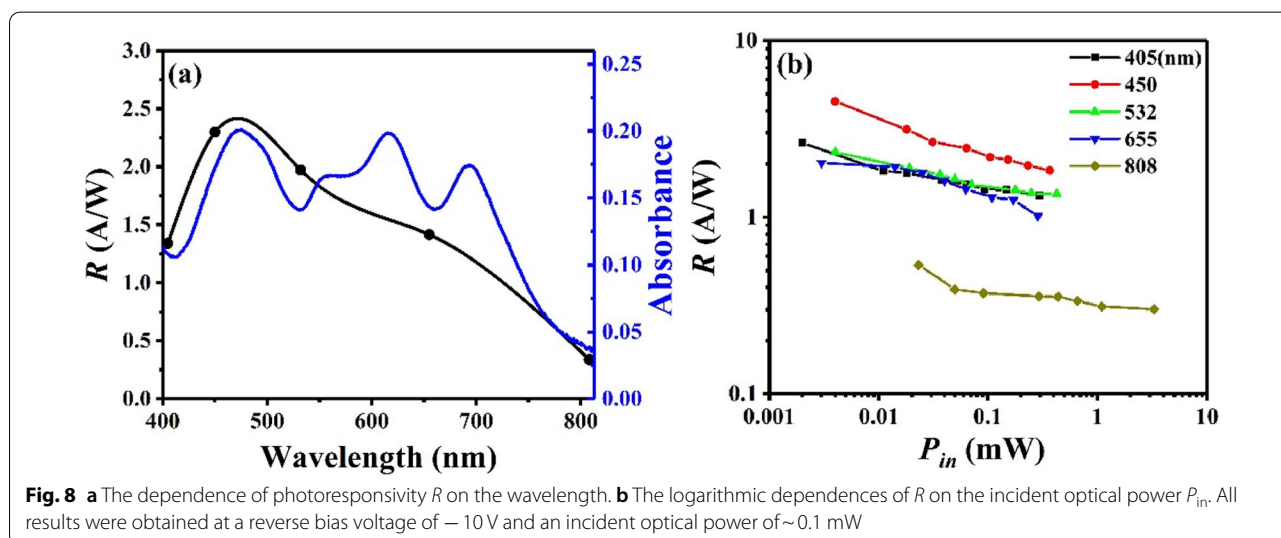 (a)
3.0
2.5
2.0
1.5
1.0
0.5
0.0
R (A/W)
400 500 600 700 800
Wavelength (nm)
0.25
0.20
0.15
0.10
0.05
0.00
Absorbance
(b)
10
1
0.1
R (A/W)
405(nm)
450
532
655
808
0.001 0.01 0.1 1 10
Pin (mW)
Fig. 8 a The dependence of photoresponsivity R on the wavelength. b The logarithmic dependences of R on the incident optical power Pin. All
results were obtained at a reverse bias voltage of − 10 V and an incident optical power of ~ 0.1 mW